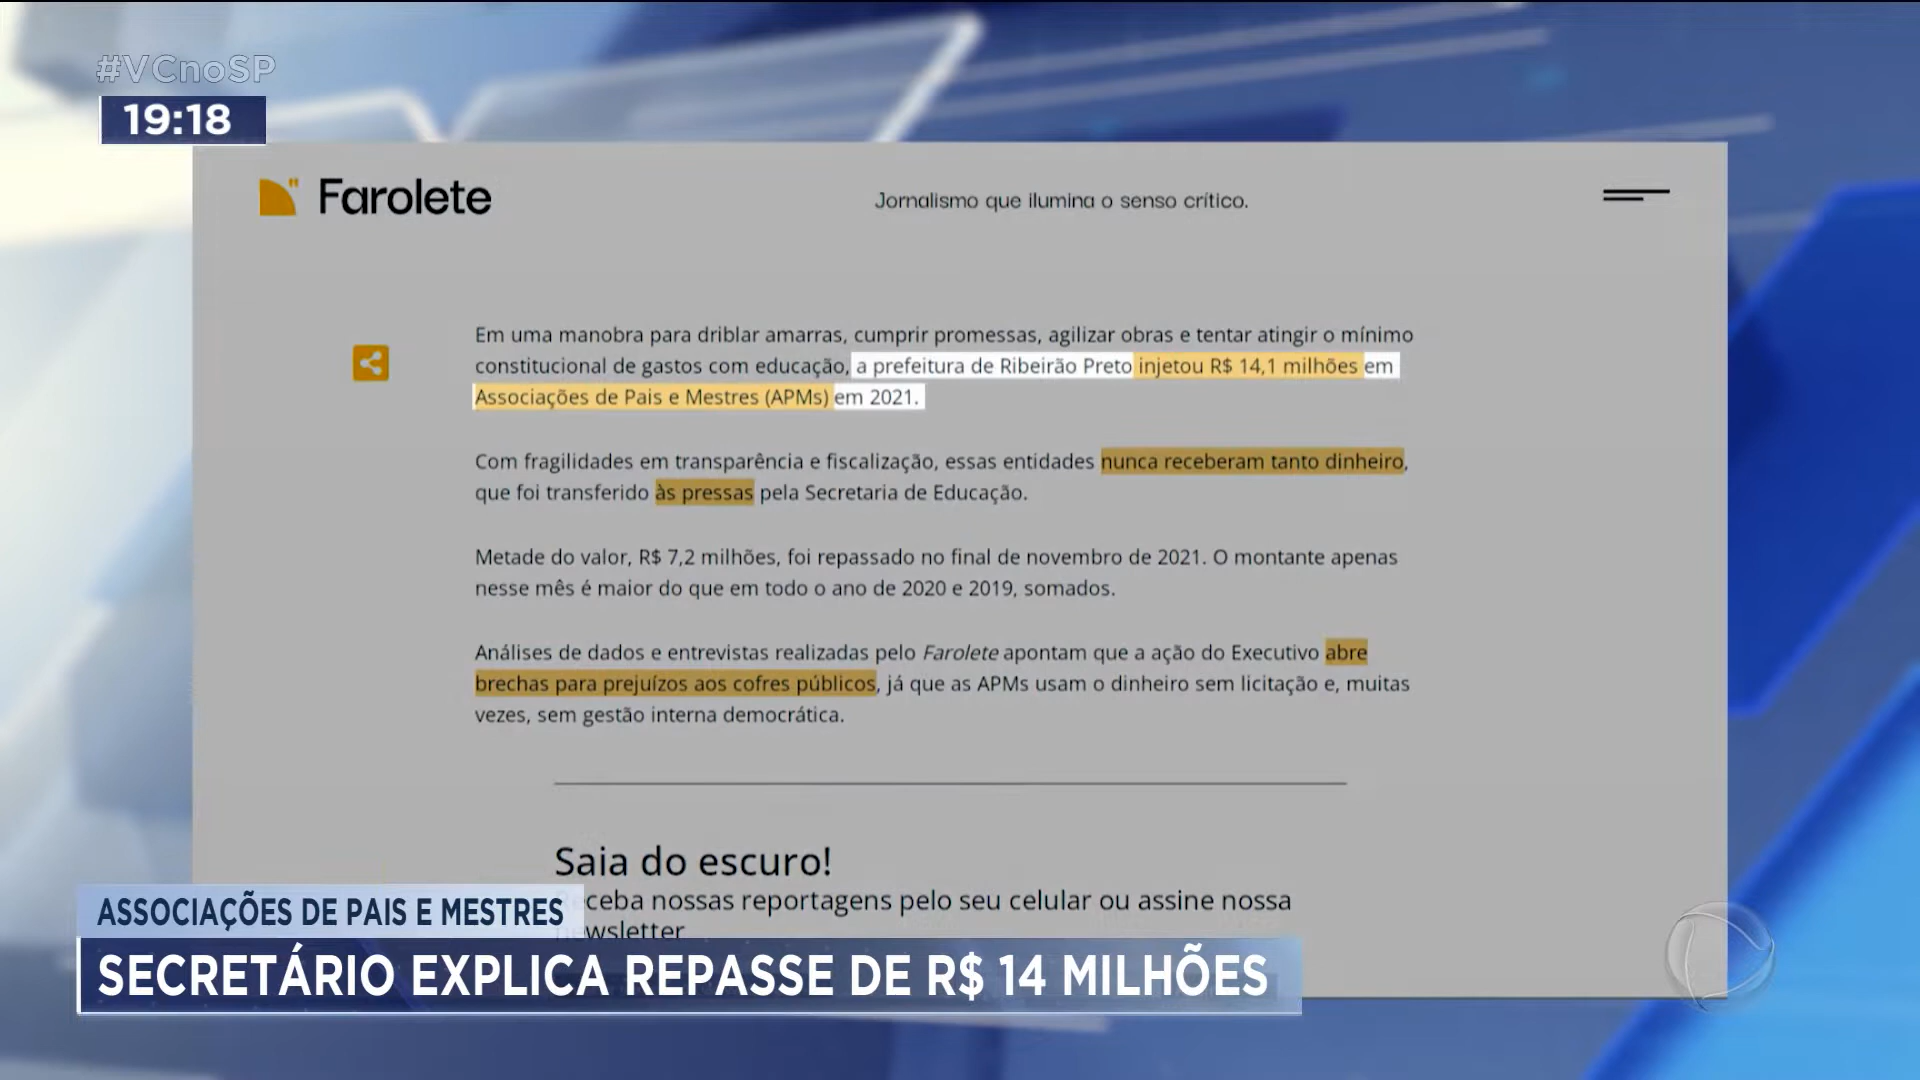 #VCnoSP
19:18
Farolete
Jornalismo que ilumina o senso crítico.
Em uma manobra para driblar amarras, cumprir promessas, agilizar obras e tentar atingir o mínimo
constitucional de gastos com educação, a prefeitura de Ribeirão Preto injetou R$ 14,1 milhões em
Associações de Pais e Mestres (APMs) em 2021.
Com fragilidades em transparência e fiscalização, essas entidades nunca receberam tanto dinheiro,
que foi transferido às pressas pela Secretaria de Educação.
Metade do valor, R$ 7,2 milhões, foi repassado no final de novembro de 2021. O montante apenas
nesse mês é maior do que em todo o ano de 2020 e 2019, somados.
Análises de dados e entrevistas realizadas pelo Farolete apontam que a ação do Executivo abre
brechas para prejuízos aos cofres públicos, já que as APMs usam o dinheiro sem licitação e, muitas
vezes, sem gestão interna democrática.
Saia do escuro!
eceba nossas reportagens pelo seu celular ou assine nossa
newsletter
ASSOCIAÇÕES DE PAIS E MESTRES
SECRETÁRIO EXPLICA REPASSE DE R$ 14 MILHÕES